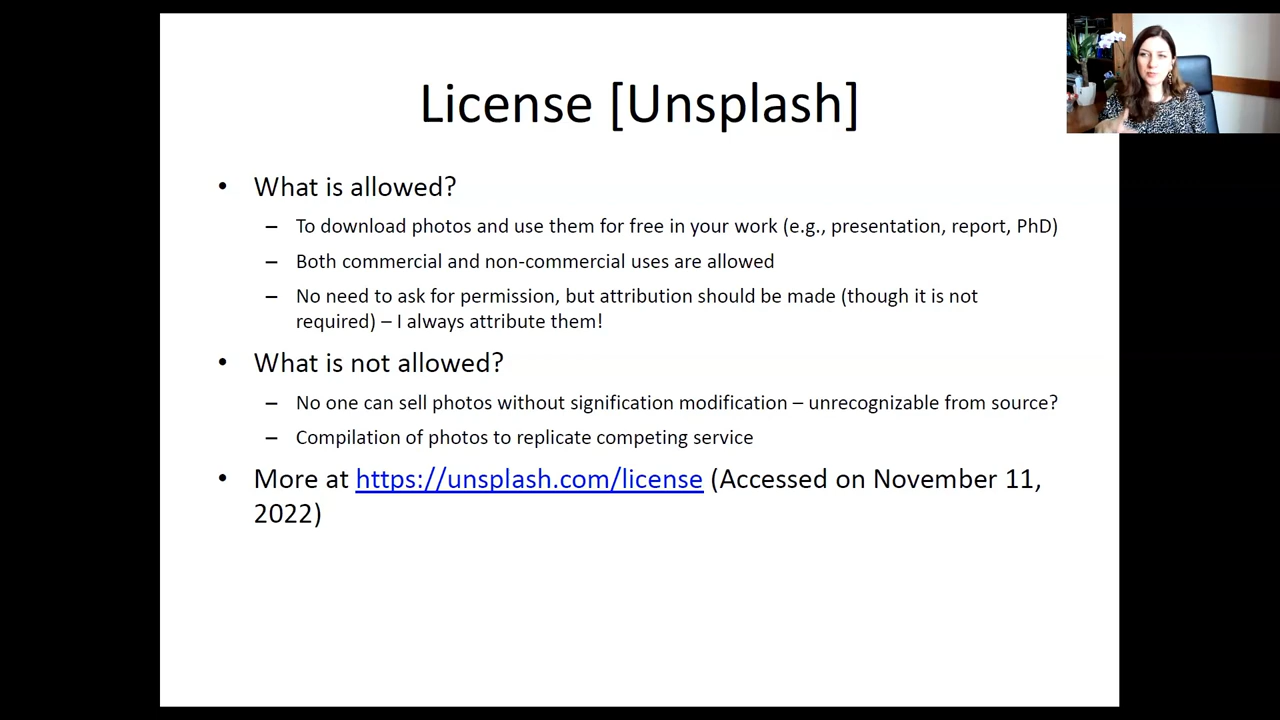 License [Unsplash]
• What is allowed?
– To download photos and use them for free in your work (e.g., presentation, report, PhD)
– Both commercial and non-commercial uses are allowed
– No need to ask for permission, but attribution should be made (though it is not
required) – I always attribute them!
• What is not allowed?
– No one can sell photos without signification modification – unrecognizable from source?
– Compilation of photos to replicate competing service
• More at https://unsplash.com/license (Accessed on November 11,
2022)